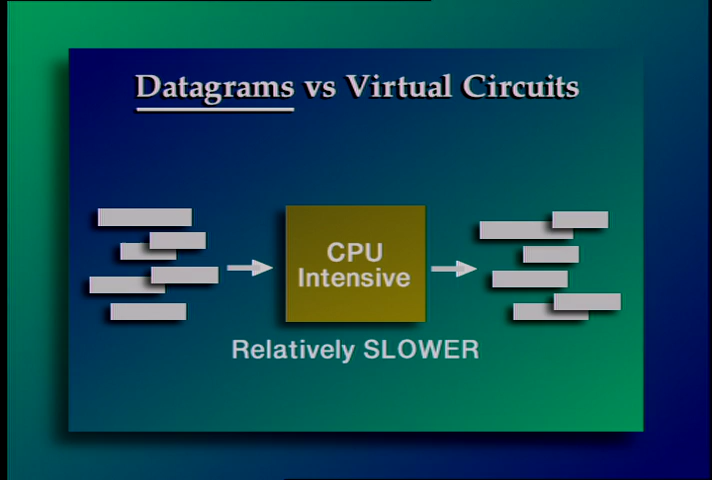 Datagrams vs Virtual Circuits
CPU
Intensive
Relatively SLOWER